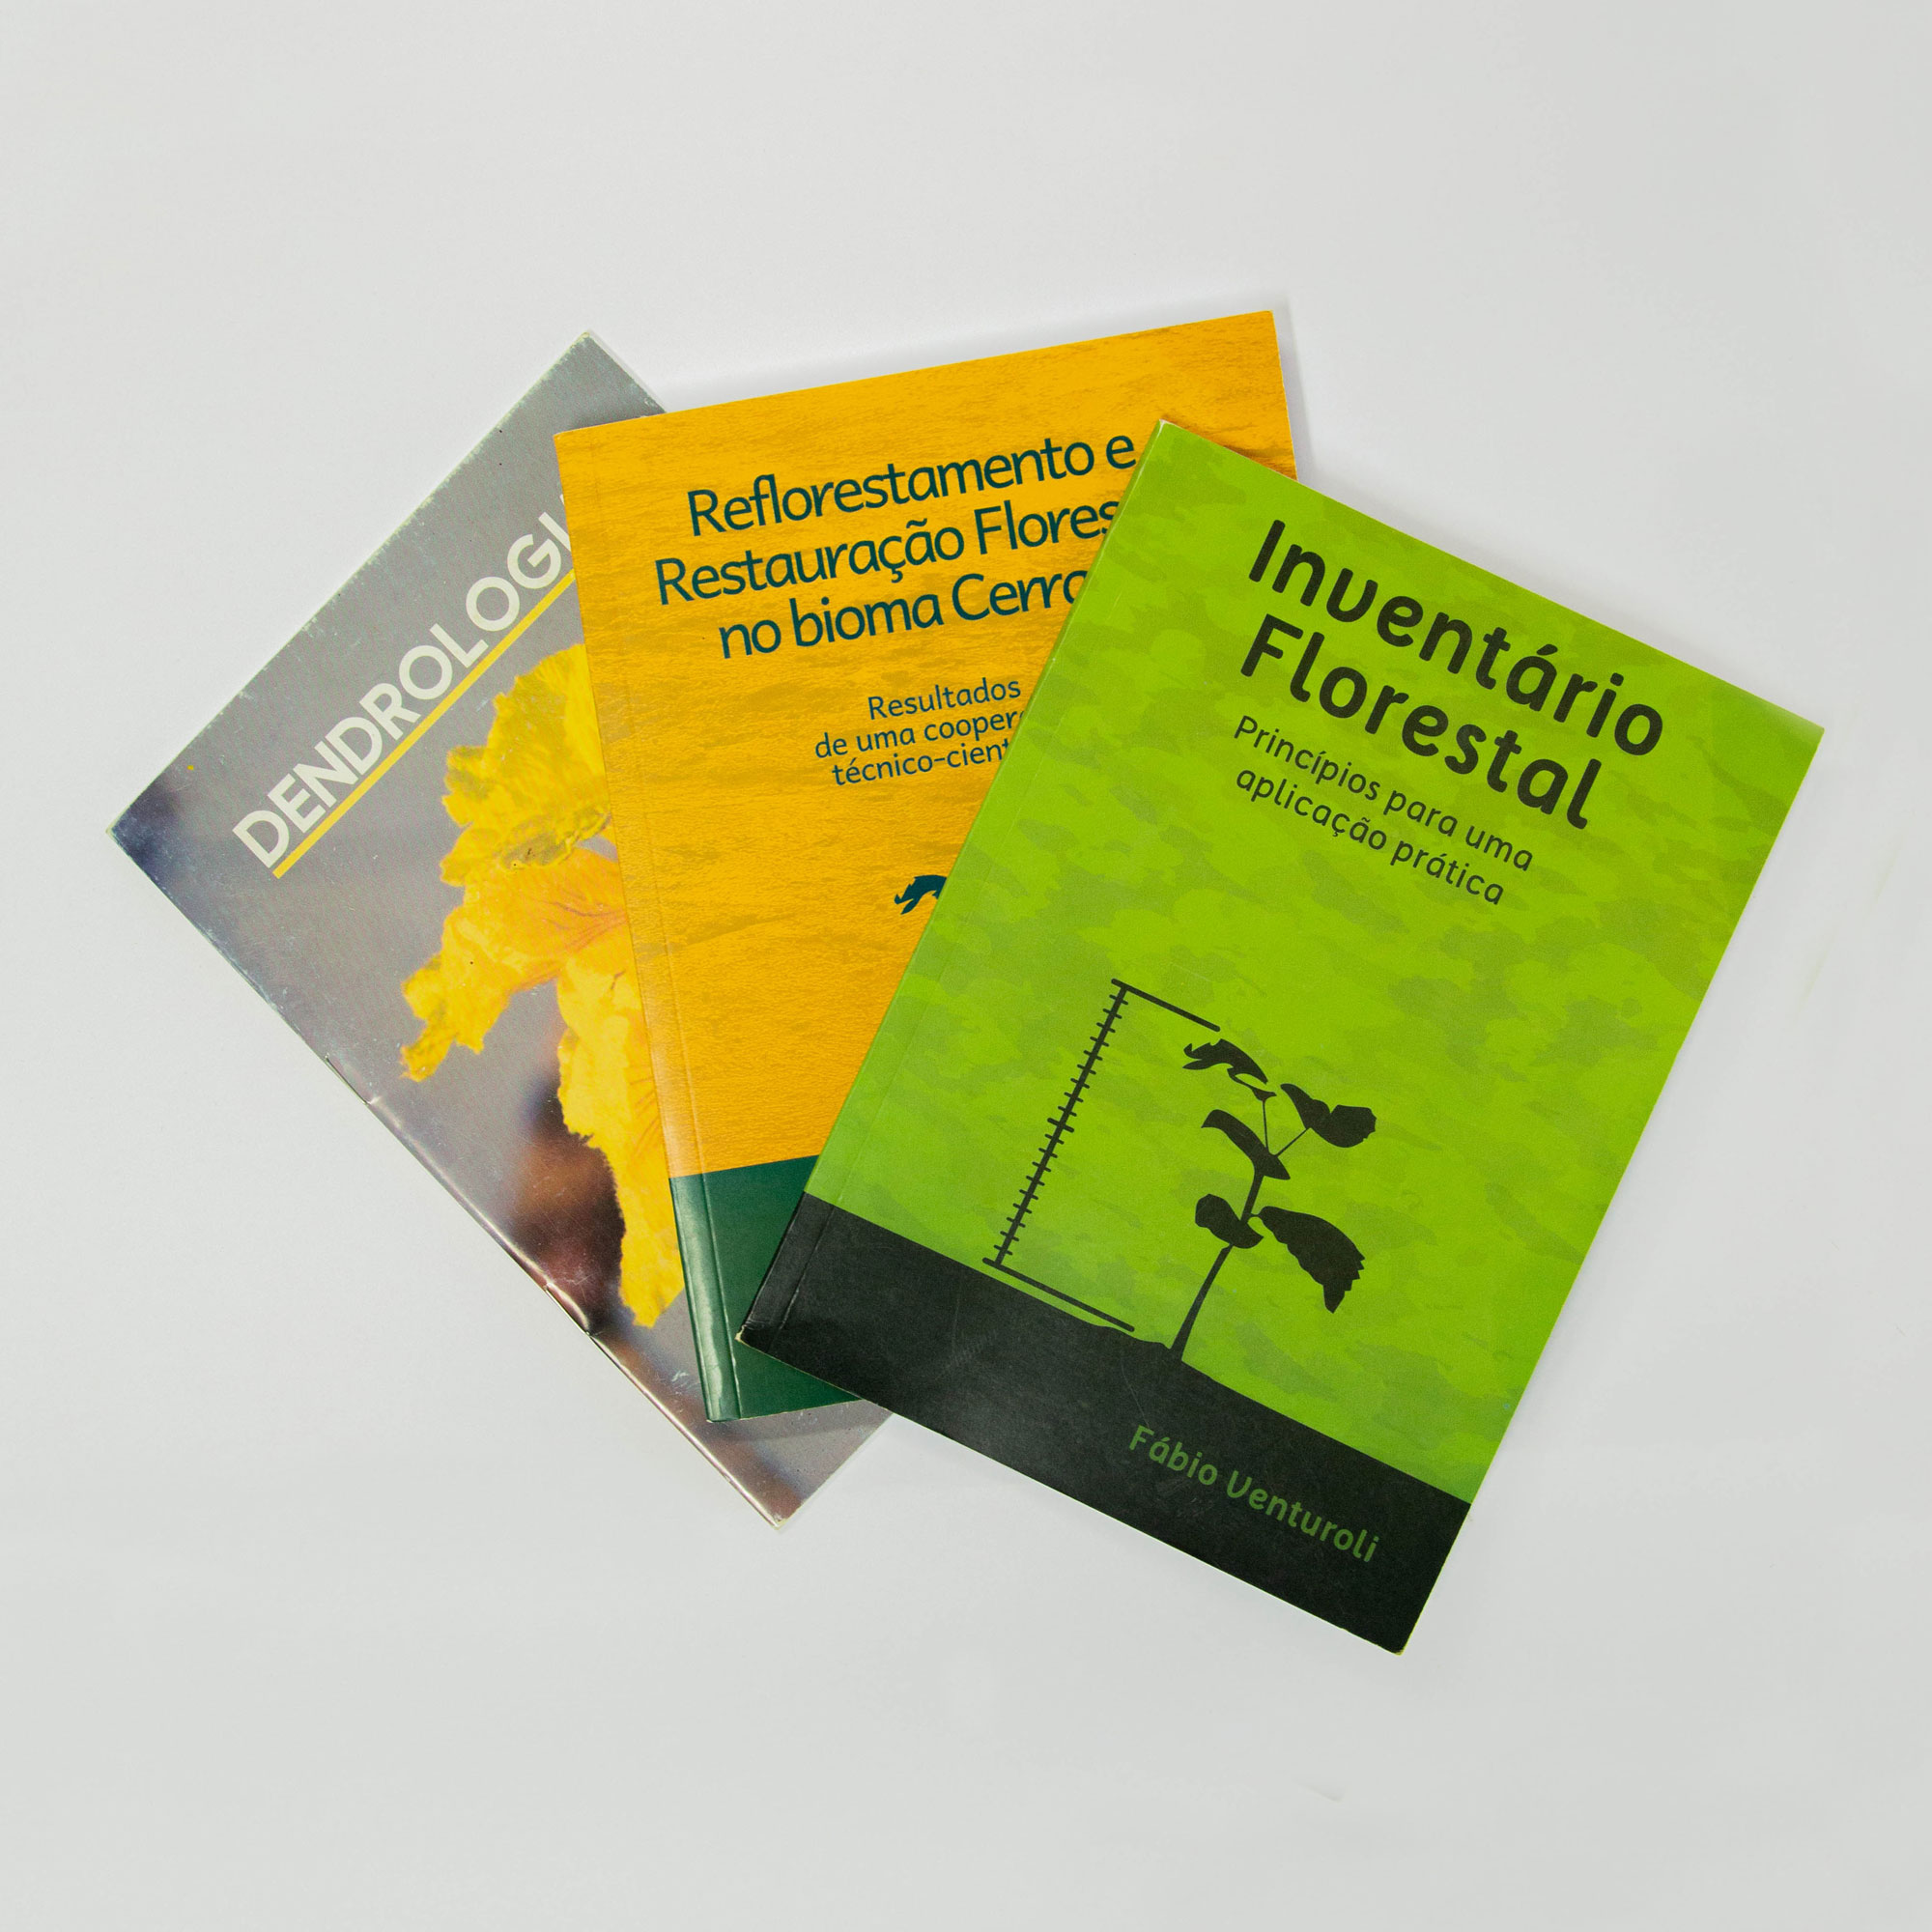 DENDROLOGI
Reflorestamento e
Restauração Flores
no bioma Cerra
Resultados
de uma coopera
técnico-cient
Inventário
Florestal
Princípios para uma
aplicação prática
Fábio Venturoli